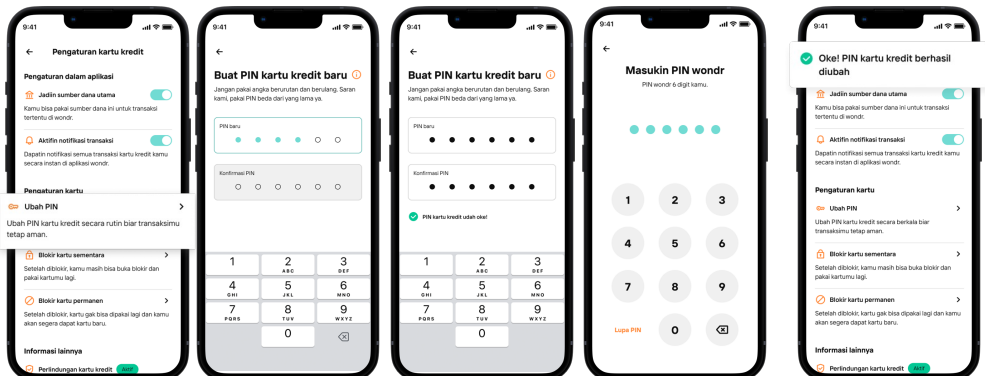 9:41
Pengaturan kartu kredit
Pengaturan dalam aplikasi
Jadiin sumber dana utama
Kamu bisa pakai sumber dana ini untuk transaksi
tertentu di wondr.
Aktifin notifikasi transaksi
Dapatin notifikasi semua transaksi kartu kredit kamu
secara instan di aplikasi wondr.
Pengaturan kartu
Ubah PIN
Ubah PIN kartu kredit secara rutin biar transaksimu
tetap aman.
Blokir kartu sementara
Setelah diblokir, kamu masih bisa buka blokir dan
pakai kartumu lagi.
Blokir kartu permanen
Setelah diblokir, kartu gak bisa dipakai lagi dan kamu
akan segera dapat kartu baru.
Informasi lainnya
Perlindungan kartu kredit Aktif
9:41
Buat PIN kartu kredit baru
Jangan pakai angka berurutan dan berulang. Saran
kami, pakai PIN beda dari yang lama ya.
PIN baru
Konfirmasi PIN
1 2 3
ABC DEF
4 5 6
GHI JKL MNO
7 8 9
PQRS TUV WXYZ
0
9:41
Buat PIN kartu kredit baru
Jangan pakai angka berurutan dan berulang. Saran
kami, pakai PIN beda dari yang lama ya.
PIN baru
Konfirmasi PIN
PIN kartu kredit udah oke!
1 2 3
ABC DEF
4 5 6
GHI JKL MNO
7 8 9
PQRS TUV WXYZ
0
9:41
Masukin PIN wondr
PIN wondr 6 digit kamu.
1 2 3
4 5 6
7 8 9
Lupa PIN 0
9:41
Oke! PIN kartu kredit berhasil
diubah
Jadiin sumber dana utama
Kamu bisa pakai sumber dana ini untuk transaksi
tertentu di wondr.
Aktifin notifikasi transaksi
Dapatin notifikasi semua transaksi kartu kredit kamu
secara instan di aplikasi wondr.
Pengaturan kartu
Ubah PIN
Ubah PIN kartu kredit secara berkala biar
transaksimu tetap aman.
Blokir kartu sementara
Setelah diblokir, kamu masih bisa buka blokir dan
pakai kartumu lagi.
Blokir kartu permanen
Setelah diblokir, kartu gak bisa dipakai lagi dan kamu
akan segera dapat kartu baru.
Informasi lainnya
Perlindungan kartu kredit Aktif